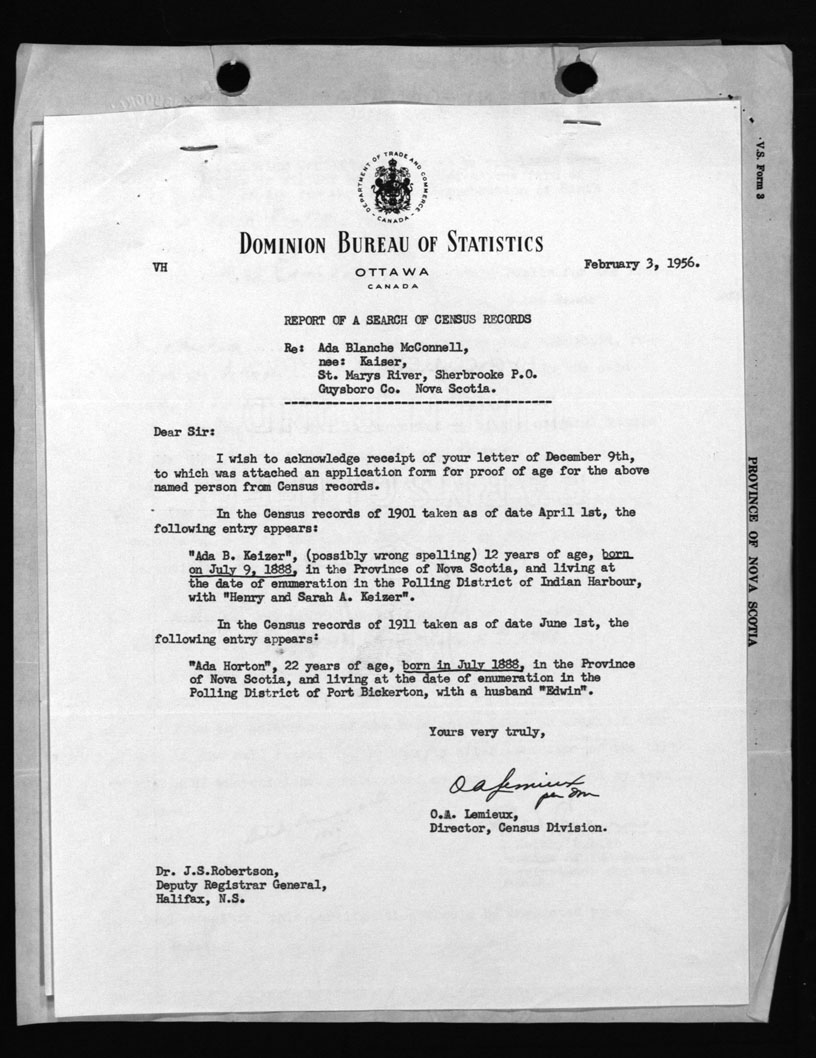 DEPARTMENT OF TRADE AND COMMERCE
- CANADA -
DOMINION BUREAU OF STATISTICS
VH
OTTAWA
CANADA
February 3, 1956.
REPORT OF A SEARCH OF CENSUS RECORDS
Re: Ada Blanche McConnell,
nee: Kaiser,
St. Marys River, Sherbrooke P.O.
Guysboro Co. Nova Scotia.
---------------------------------------
Dear Sir:
I wish to acknowledge receipt of your letter of December 9th,
to which was attached an application form for proof of age for the above
named person from Census records.
In the Census records of 1901 taken as of date April 1st, the
following entry appears:
"Ada B. Keizer", (possibly wrong spelling) 12 years of age, born
on July 9, 1888, in the Province of Nova Scotia, and living at
the date of enumeration in the Polling District of Indian Harbour,
with "Henry and Sarah A. Keizer".
In the Census records of 1911 taken as of date June 1st, the
following entry appears:
"Ada Horton", 22 years of age, born in July 1888, in the Province
of Nova Scotia, and living at the date of enumeration in the
Polling District of Port Bickerton, with a husband "Edwin".
Yours very truly,
O A Lemieux
per
O.A. Lemieux,
Director, Census Division.
Dr. J.S.Robertson,
Deputy Registrar General,
Halifax, N.S.
V.S. Form 3
PROVINCE OF NOVA SCOTIA